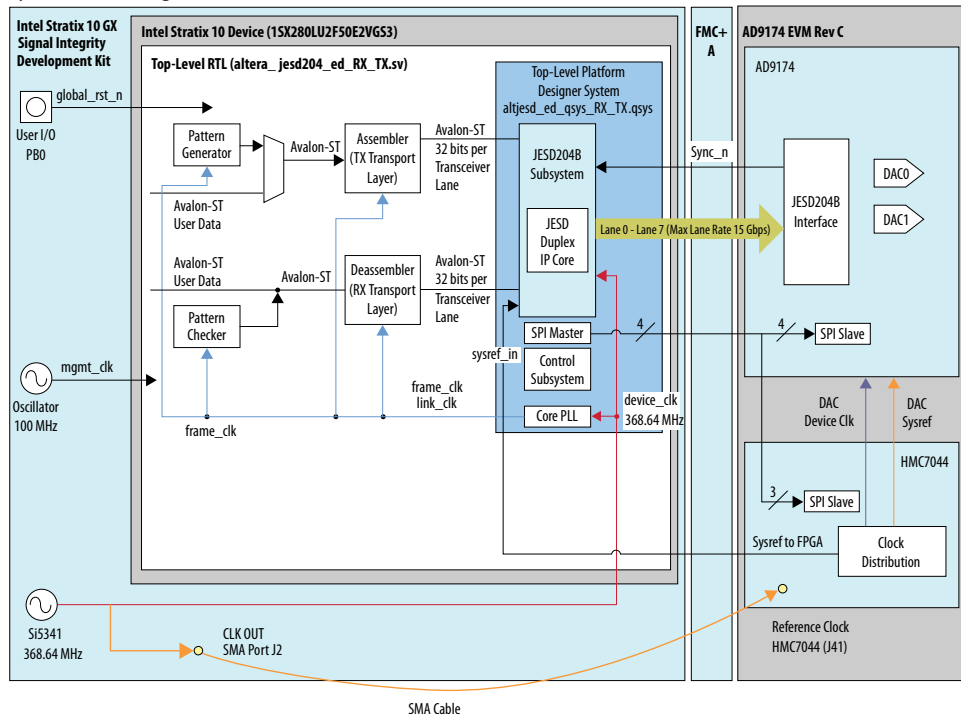 Intel Stratix 10 GX
Signal Integrity
Development Kit
Intel Stratix 10 Device (1SX280LU2F50E2VGS3)
FMC+
A
AD9174 EVM Rev C
Top-Level RTL (altera_ jesd204_ed_RX_TX.sv)
Top-Level Platform
Designer System
altjesd_ed_qsys_RX_TX.qsys
AD9174
global_rst_n
User I/O
PB0
Pattern
Generator
Avalon-ST
Assembler
(TX Transport
Layer)
Avalon-ST
32 bits per
Transceiver
Lane
JESD204B
Subsystem
Sync_n
JESD204B
Interface
DAC0
DAC1
Avalon-ST
User Data
JESD
Duplex
IP Core
Lane 0 - Lane 7 (Max Lane Rate 15 Gbps)
Avalon-ST
User Data
Avalon-ST
Deassembler
(RX Transport
Layer)
Avalon-ST
32 bits per
Transceiver
Lane
Pattern
Checker
SPI Master
4
4
SPI Slave
sysref_in
Control
Subsystem
mgmt_clk
Oscillator
100 MHz
frame_clk
link_clk
frame_clk
Core PLL
device_clk
368.64 MHz
DAC
Device Clk
DAC
Sysref
HMC7044
3
SPI Slave
Sysref to FPGA
Clock
Distribution
Si5341
368.64 MHz
CLK OUT
SMA Port J2
Reference Clock
HMC7044 (J41)
SMA Cable